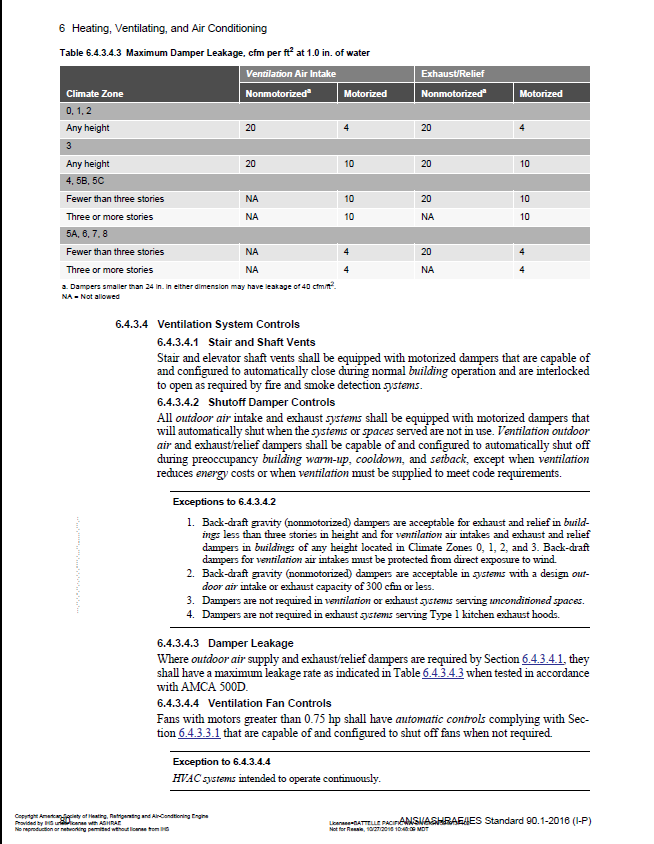 6 Heating, Ventilating, and Air Conditioning
Table 6.4.3.4.3 Maximum Damper Leakage, cfm per ft² at 1.0 in. of water
Ventilation Air Intake Exhaust/Relief
Climate Zone Nonmotorizedᵃ Motorized Nonmotorizedᵃ Motorized
0, 1, 2
Any height 20 4 20 4
3
Any height 20 10 20 10
4, 5B, 5C
Fewer than three stories NA 10 20 10
Three or more stories NA 10 NA 10
5A, 6, 7, 8
Fewer than three stories NA 4 20 4
Three or more stories NA 4 NA 4
a. Dampers smaller than 24 in. in either dimension may have leakage of 40 cfm/ft².
NA = Not allowed
6.4.3.4 Ventilation System Controls
6.4.3.4.1 Stair and Shaft Vents
Stair and elevator shaft vents shall be equipped with motorized dampers that are capable of
and configured to automatically close during normal building operation and are interlocked
to open as required by fire and smoke detection systems.
6.4.3.4.2 Shutoff Damper Controls
All outdoor air intake and exhaust systems shall be equipped with motorized dampers that
will automatically shut when the systems or spaces served are not in use. Ventilation outdoor
air and exhaust/relief dampers shall be capable of and configured to automatically shut off
during preoccupancy building warm-up, cooldown, and setback, except when ventilation
reduces energy costs or when ventilation must be supplied to meet code requirements.
Exceptions to 6.4.3.4.2
1. Back-draft gravity (nonmotorized) dampers are acceptable for exhaust and relief in build-
ings less than three stories in height and for ventilation air intakes and exhaust and relief
dampers in buildings of any height located in Climate Zones 0, 1, 2, and 3. Back-draft
dampers for ventilation air intakes must be protected from direct exposure to wind.
2. Back-draft gravity (nonmotorized) dampers are acceptable in systems with a design out-
door air intake or exhaust capacity of 300 cfm or less.
3. Dampers are not required in ventilation or exhaust systems serving unconditioned spaces.
4. Dampers are not required in exhaust systems serving Type 1 kitchen exhaust hoods.
6.4.3.4.3 Damper Leakage
Where outdoor air supply and exhaust/relief dampers are required by Section 6.4.3.4.1, they
shall have a maximum leakage rate as indicated in Table 6.4.3.4.3 when tested in accordance
with AMCA 500D.
6.4.3.4.4 Ventilation Fan Controls
Fans with motors greater than 0.75 hp shall have automatic controls complying with Sec-
tion 6.4.3.3.1 that are capable of and configured to shut off fans when not required.
Exception to 6.4.3.4.4
HVAC systems intended to operate continuously.
Copyright American Society of Heating, Refrigerating and Air-Conditioning Engine
Provided by IHS under license with ASHRAE
No reproduction or networking permitted without license from IHS
80
Licensee=BATTELLE PACIFIC
Not for Resale, 10/27/2016 10:48:09 MDT
ANSI/ASHRAE/IES Standard 90.1-2016 (I-P)